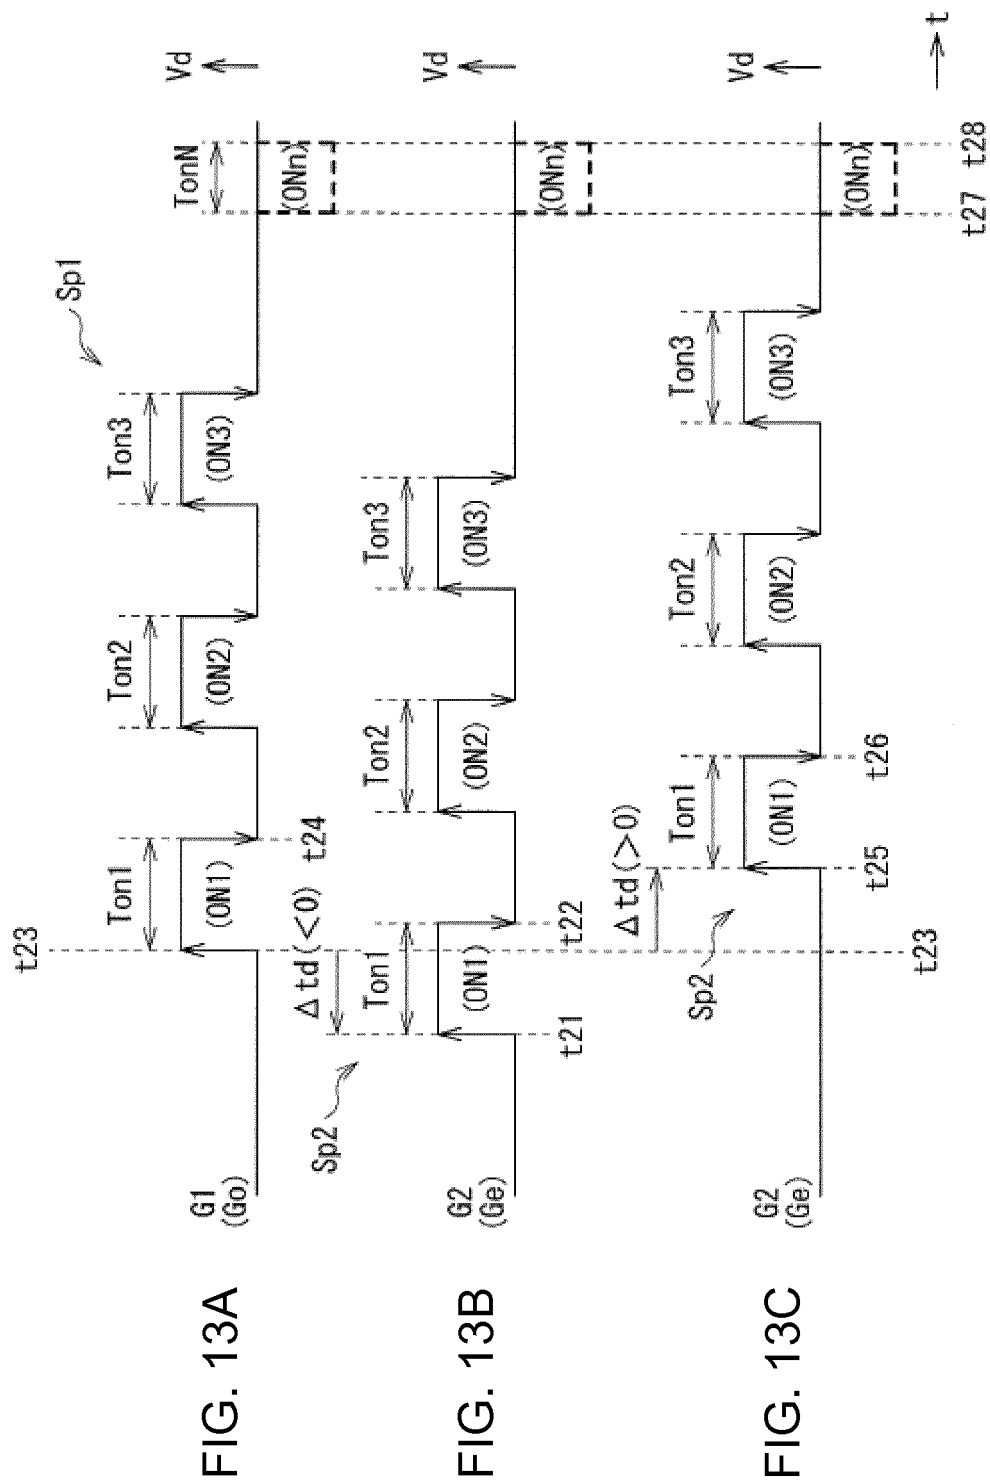 FIG. 13A
G1
(Go)
t23
Ton1
(ON1)
t24
Ton2
(ON2)
Ton3
(ON3)
Sp1
TonN
(ONn)
Vd
FIG. 13B
G2
(Ge)
Sp2
Δtd(<0)
Ton1
(ON1)
t21
t22
Ton2
(ON2)
Ton3
(ON3)
(ONn)
Vd
FIG. 13C
G2
(Ge)
Sp2
Δtd(>0)
t23
Ton1
(ON1)
t25
t26
Ton2
(ON2)
Ton3
(ON3)
(ONn)
t27
t28
Vd
t